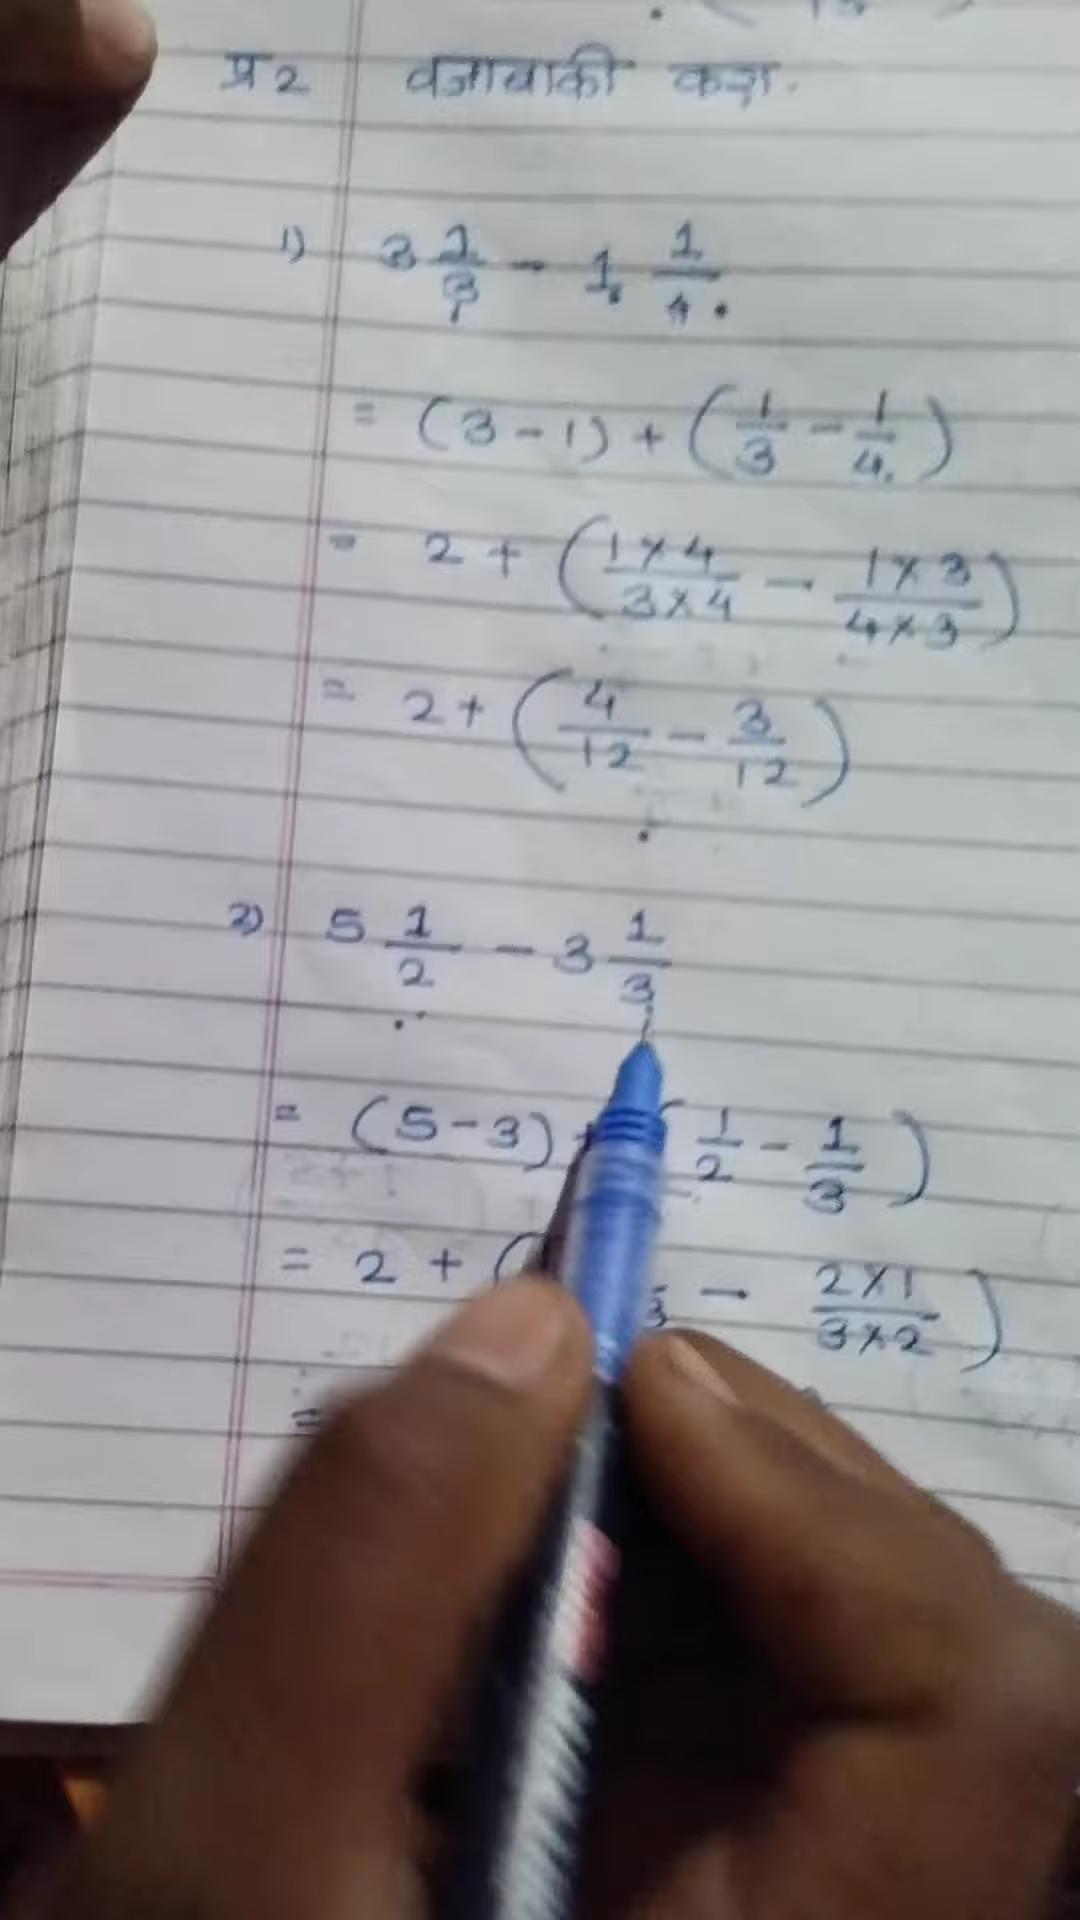 प्र 2 वजाबाकी करा.
1) 3 1/3 - 1 1/4
= (3 - 1) + (1/3 - 1/4)
= 2 + (1×4/3×4 - 1×3/4×3)
= 2 + (4/12 - 3/12)
2) 5 1/2 - 3 1/3
= (5 - 3) + (1/2 - 1/3)
= 2 + ( - 2×1/3×2)
=